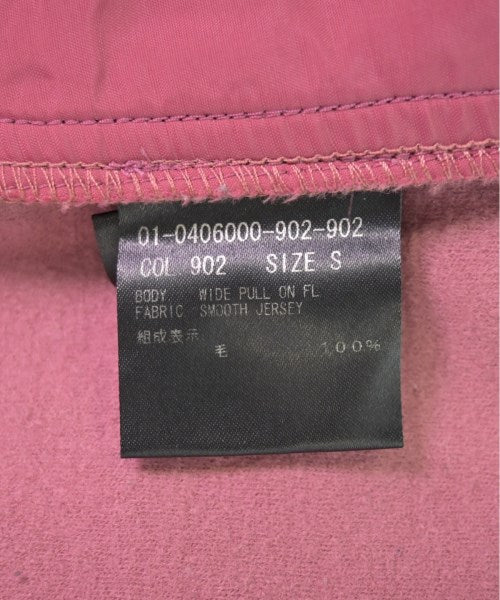 01-0406000-902-902
COL 902 SIZE S
BODY WIDE PULL ON FL
FABRIC SMOOTH JERSEY
組成表示
毛 100%